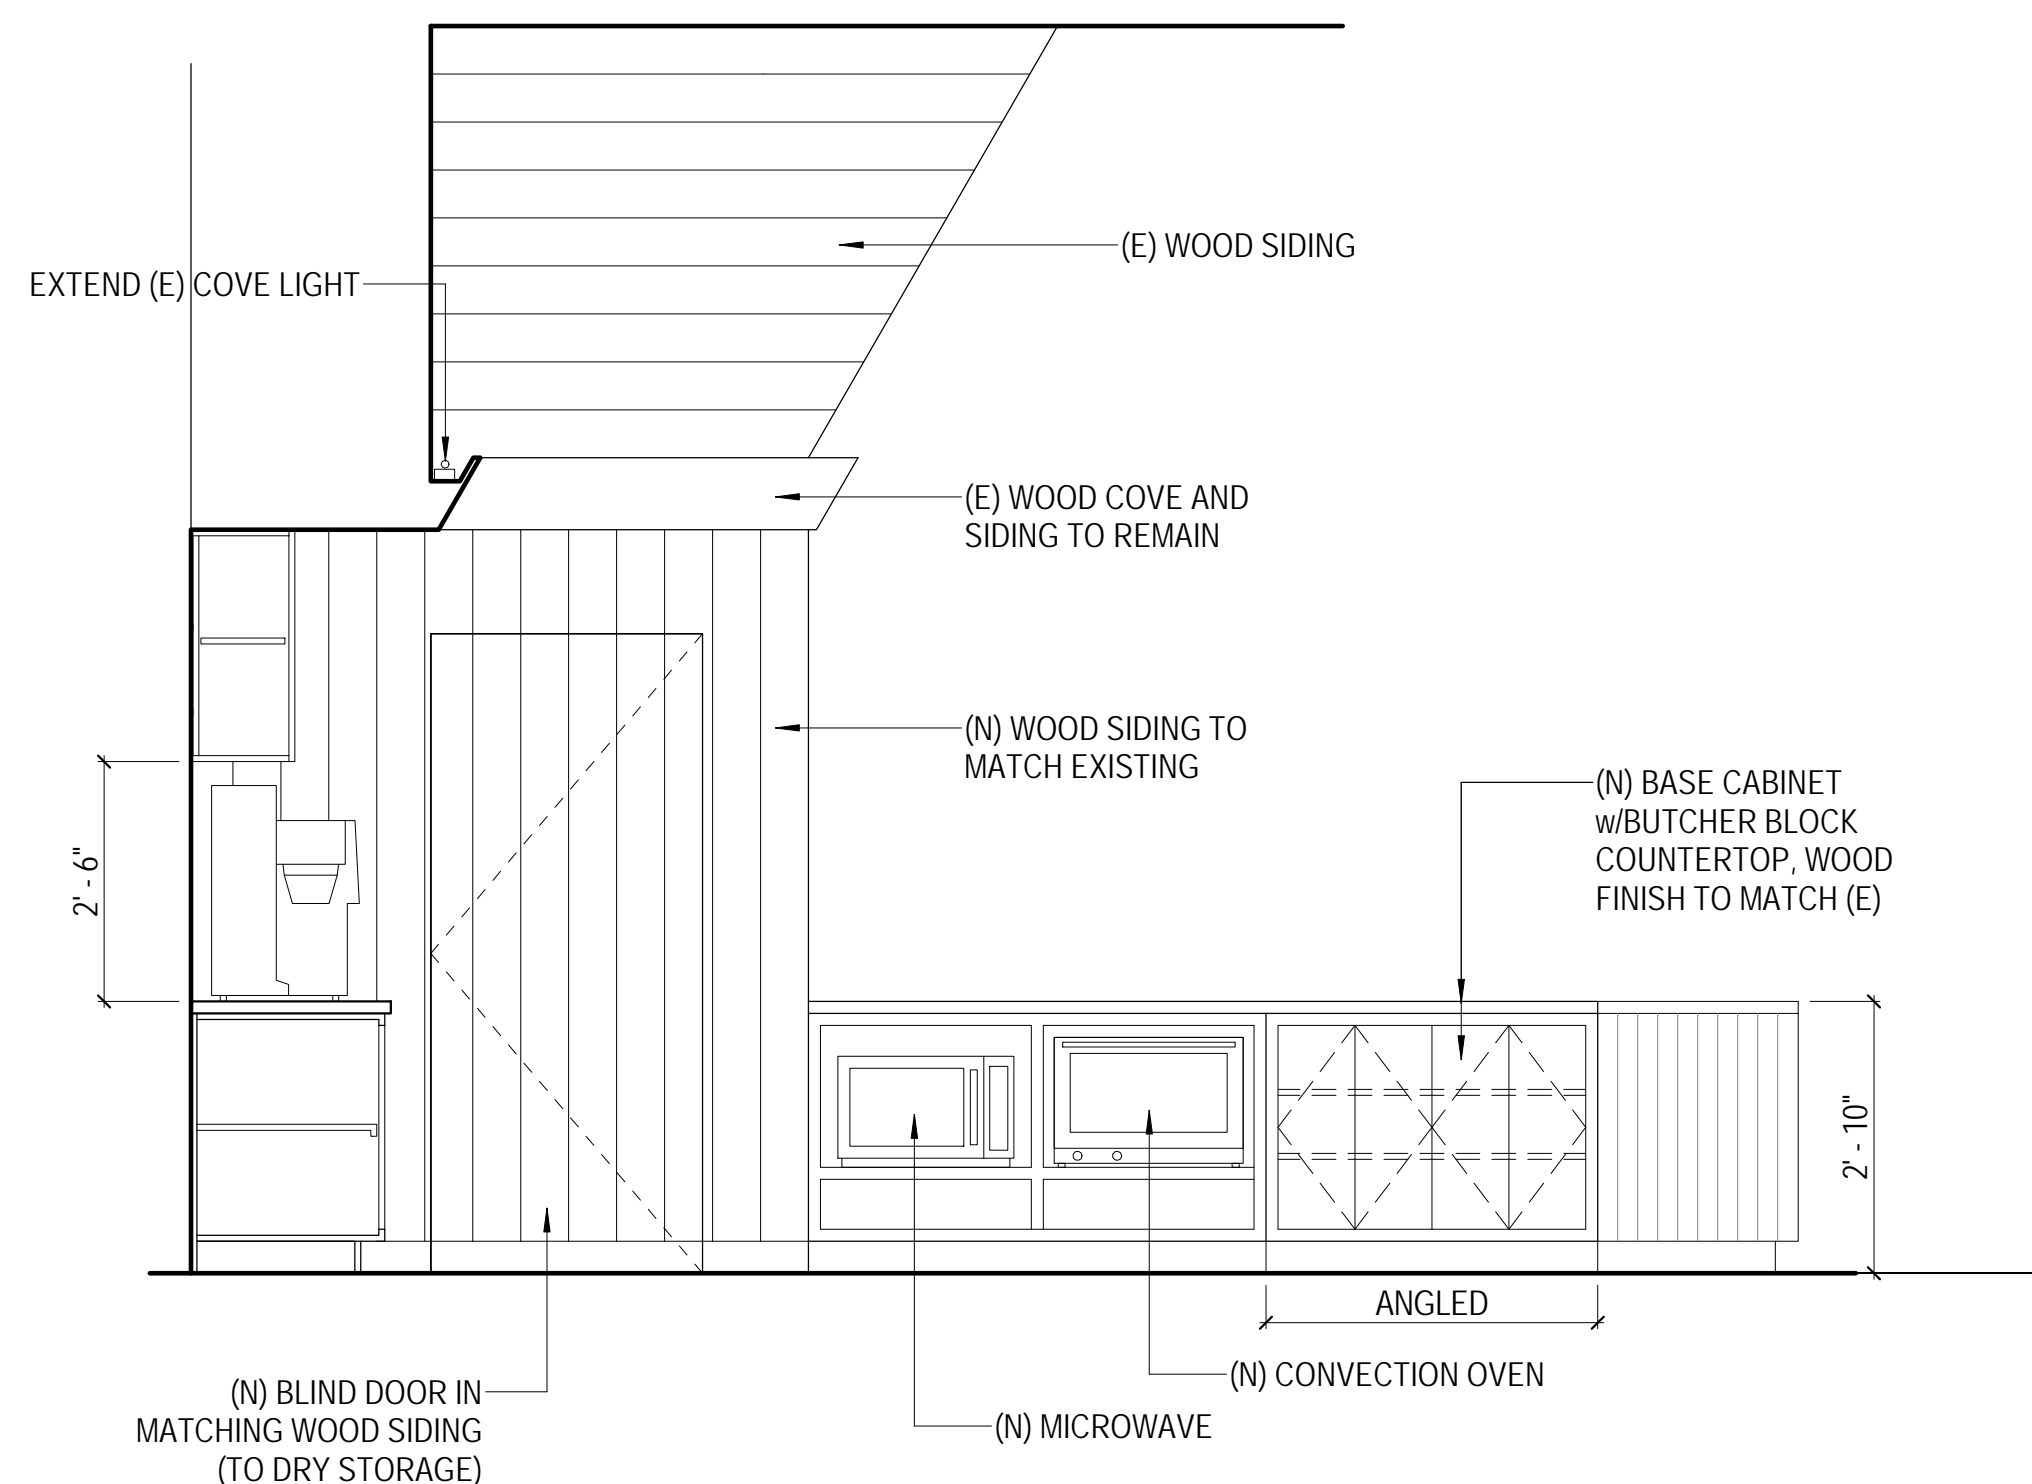 (E) WOOD SIDING
EXTEND (E) COVE LIGHT
(E) WOOD COVE AND
SIDING TO REMAIN
(N) WOOD SIDING TO
MATCH EXISTING
(N) BASE CABINET
w/BUTCHER BLOCK
COUNTERTOP, WOOD
FINISH TO MATCH (E)
2' - 6"
2' - 10"
ANGLED
(N) CONVECTION OVEN
(N) BLIND DOOR IN
MATCHING WOOD SIDING
(TO DRY STORAGE)
(N) MICROWAVE